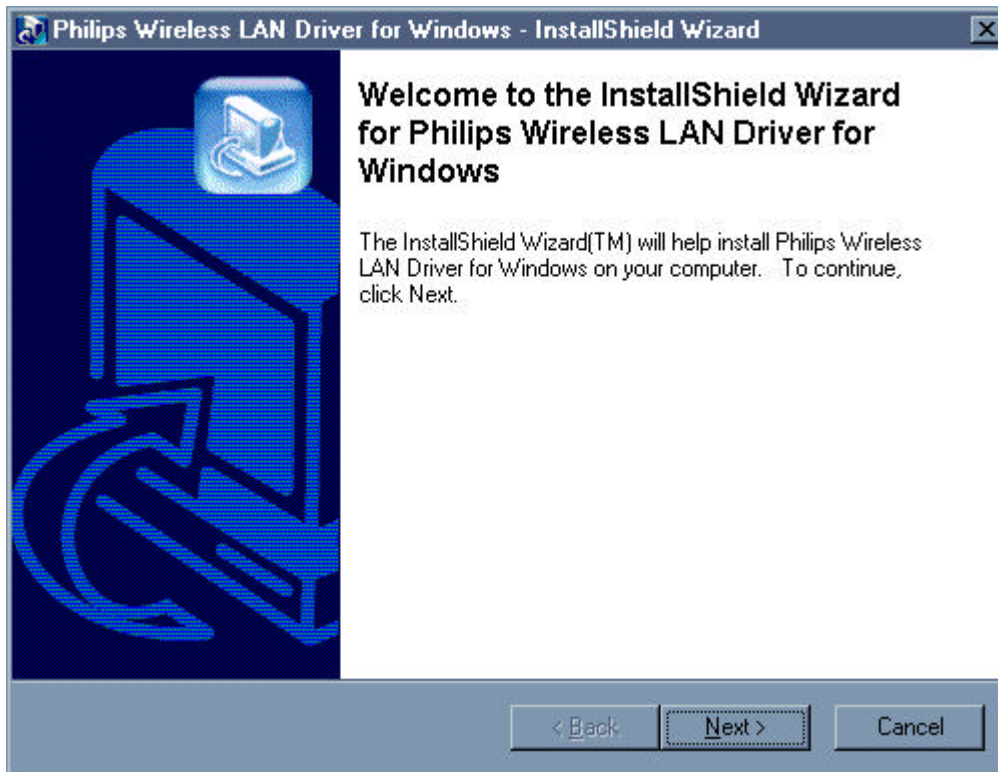 Philips Wireless LAN Driver for Windows - InstallShield Wizard
Welcome to the InstallShield Wizard
for Philips Wireless LAN Driver for
Windows
The InstallShield Wizard(TM) will help install Philips Wireless
LAN Driver for Windows on your computer. To continue,
click Next.
< Back
Next >
Cancel